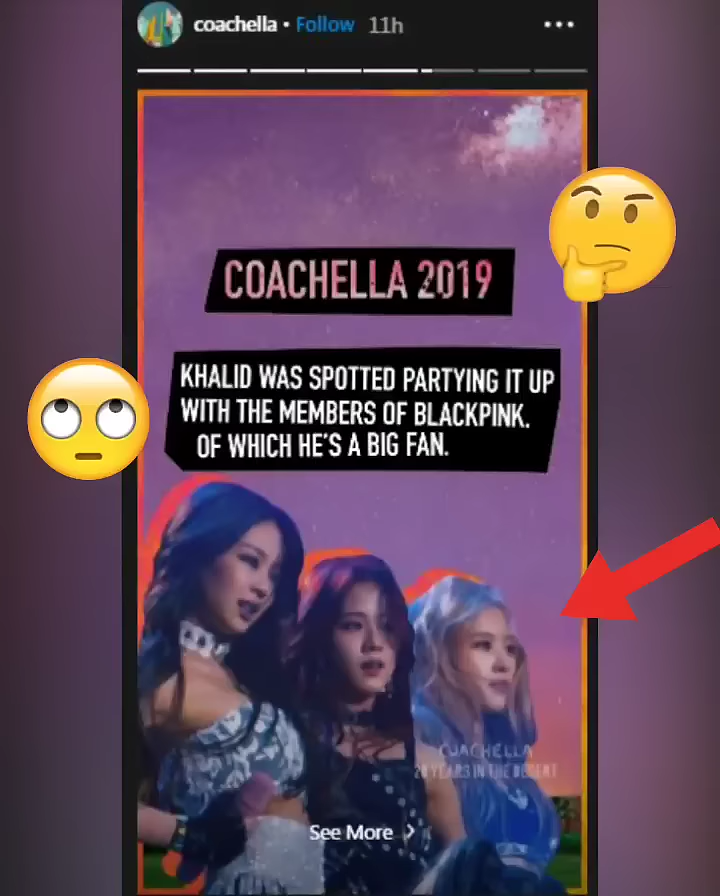 coachella • Follow 11h
COACHELLA 2019
KHALID WAS SPOTTED PARTYING IT UP
WITH THE MEMBERS OF BLACKPINK.
OF WHICH HE'S A BIG FAN.
COACHELLA
20 YEARS IN THE DESERT
See More